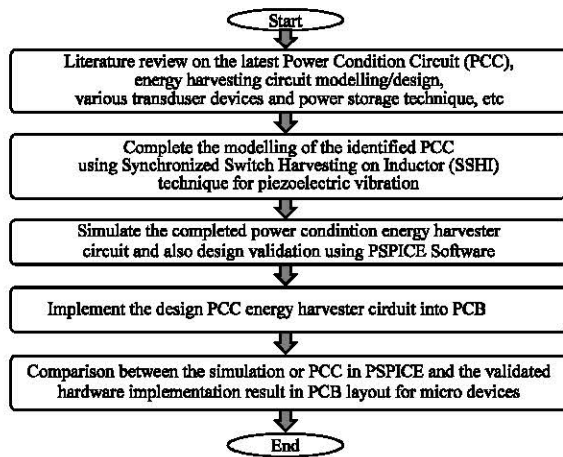 Start
Literature review on the latest Power Condition Circuit (PCC),
energy harvesting circuit modelling/design,
various transduser devices and power storage technique, etc
Complete the modelling of the identified PCC
using Synchronized Switch Harvesting on Inductor (SSHI)
technique for piezoelectric vibration
Simulate the completed power condintion energy harvester
circuit and also design validation using PSPICE Software
Implement the design PCC energy harvester cirduit into PCB
Comparison between the simulation or PCC in PSPICE and the validated
hardware implementation result in PCB layout for micro devices
End